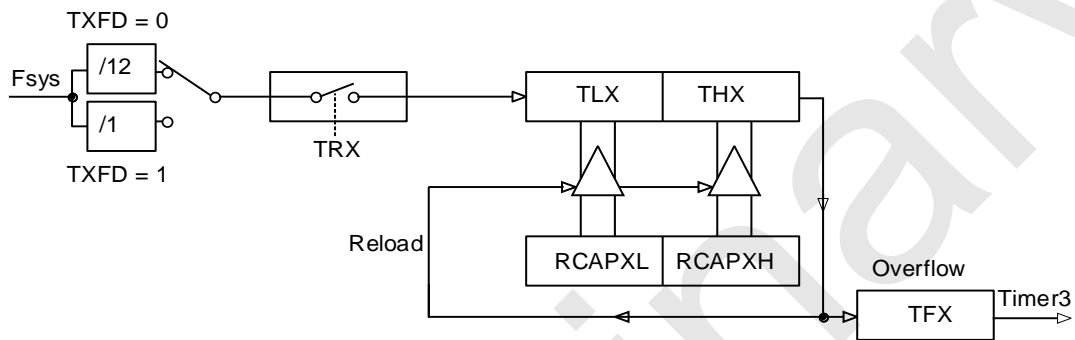 TXFD = 0
Fsys
/12
/1
TXFD = 1
TRX
TLX
THX
Reload
RCAPXL
RCAPXH
Overflow
TFX
Timer3